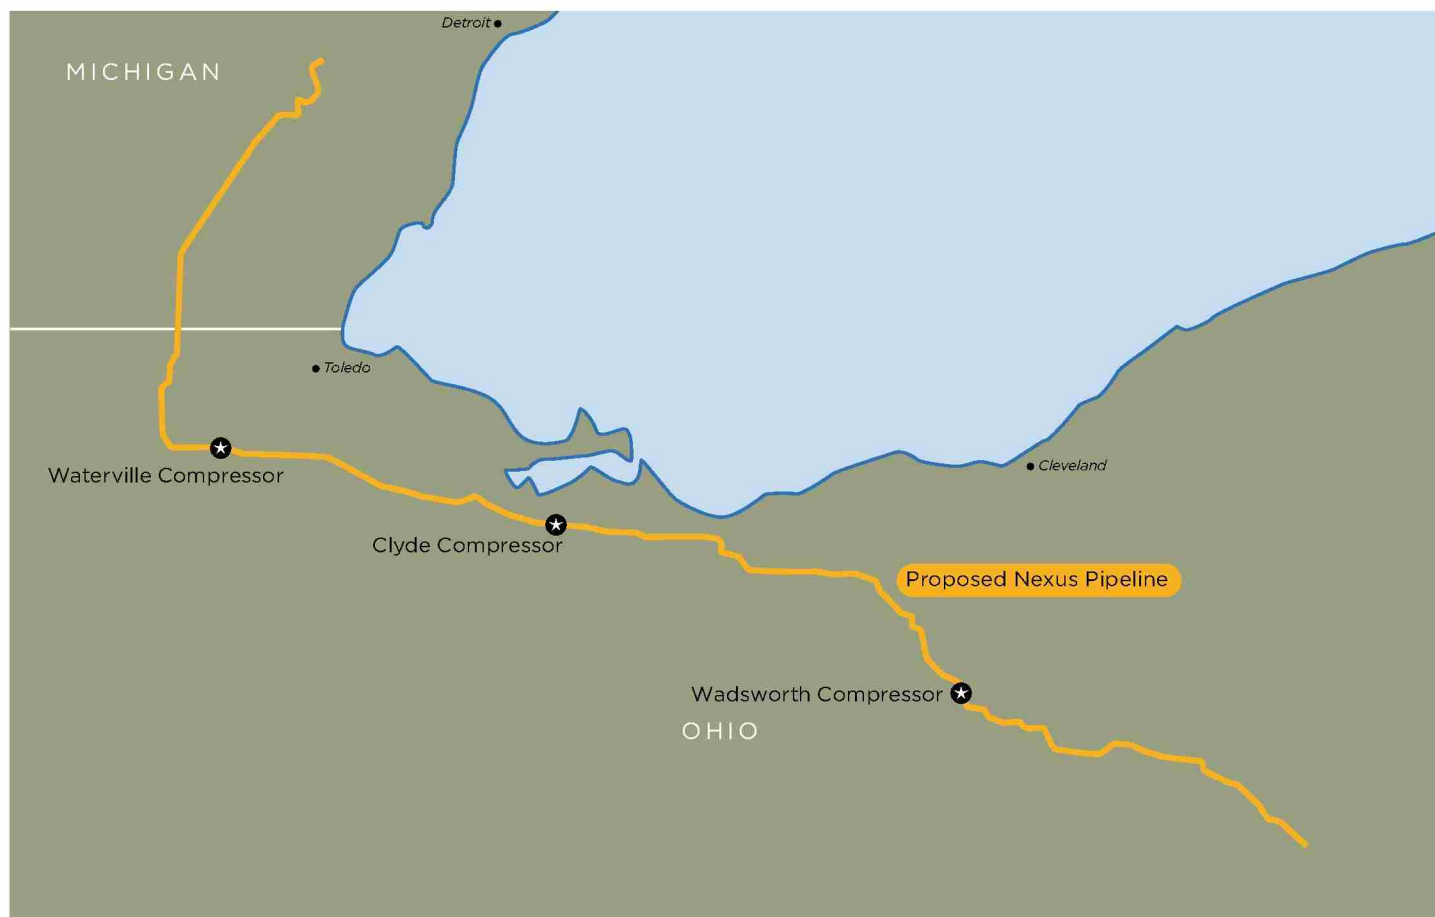 Detroit
MICHIGAN
Toledo
Cleveland
Waterville Compressor
Clyde Compressor
Proposed Nexus Pipeline
Wadsworth Compressor
OHIO